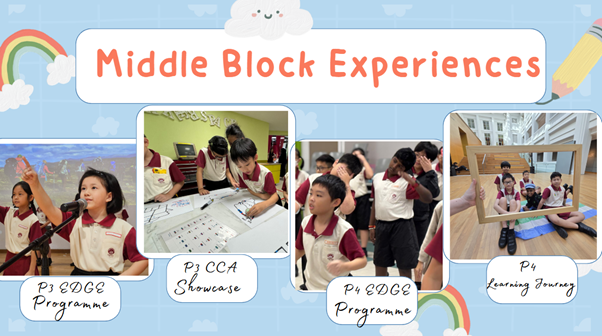 Middle Block Experiences
P3 EDGE
Programme
P3 CCA
Showcase
P4 EDGE
Programme
P4
Learning Journey